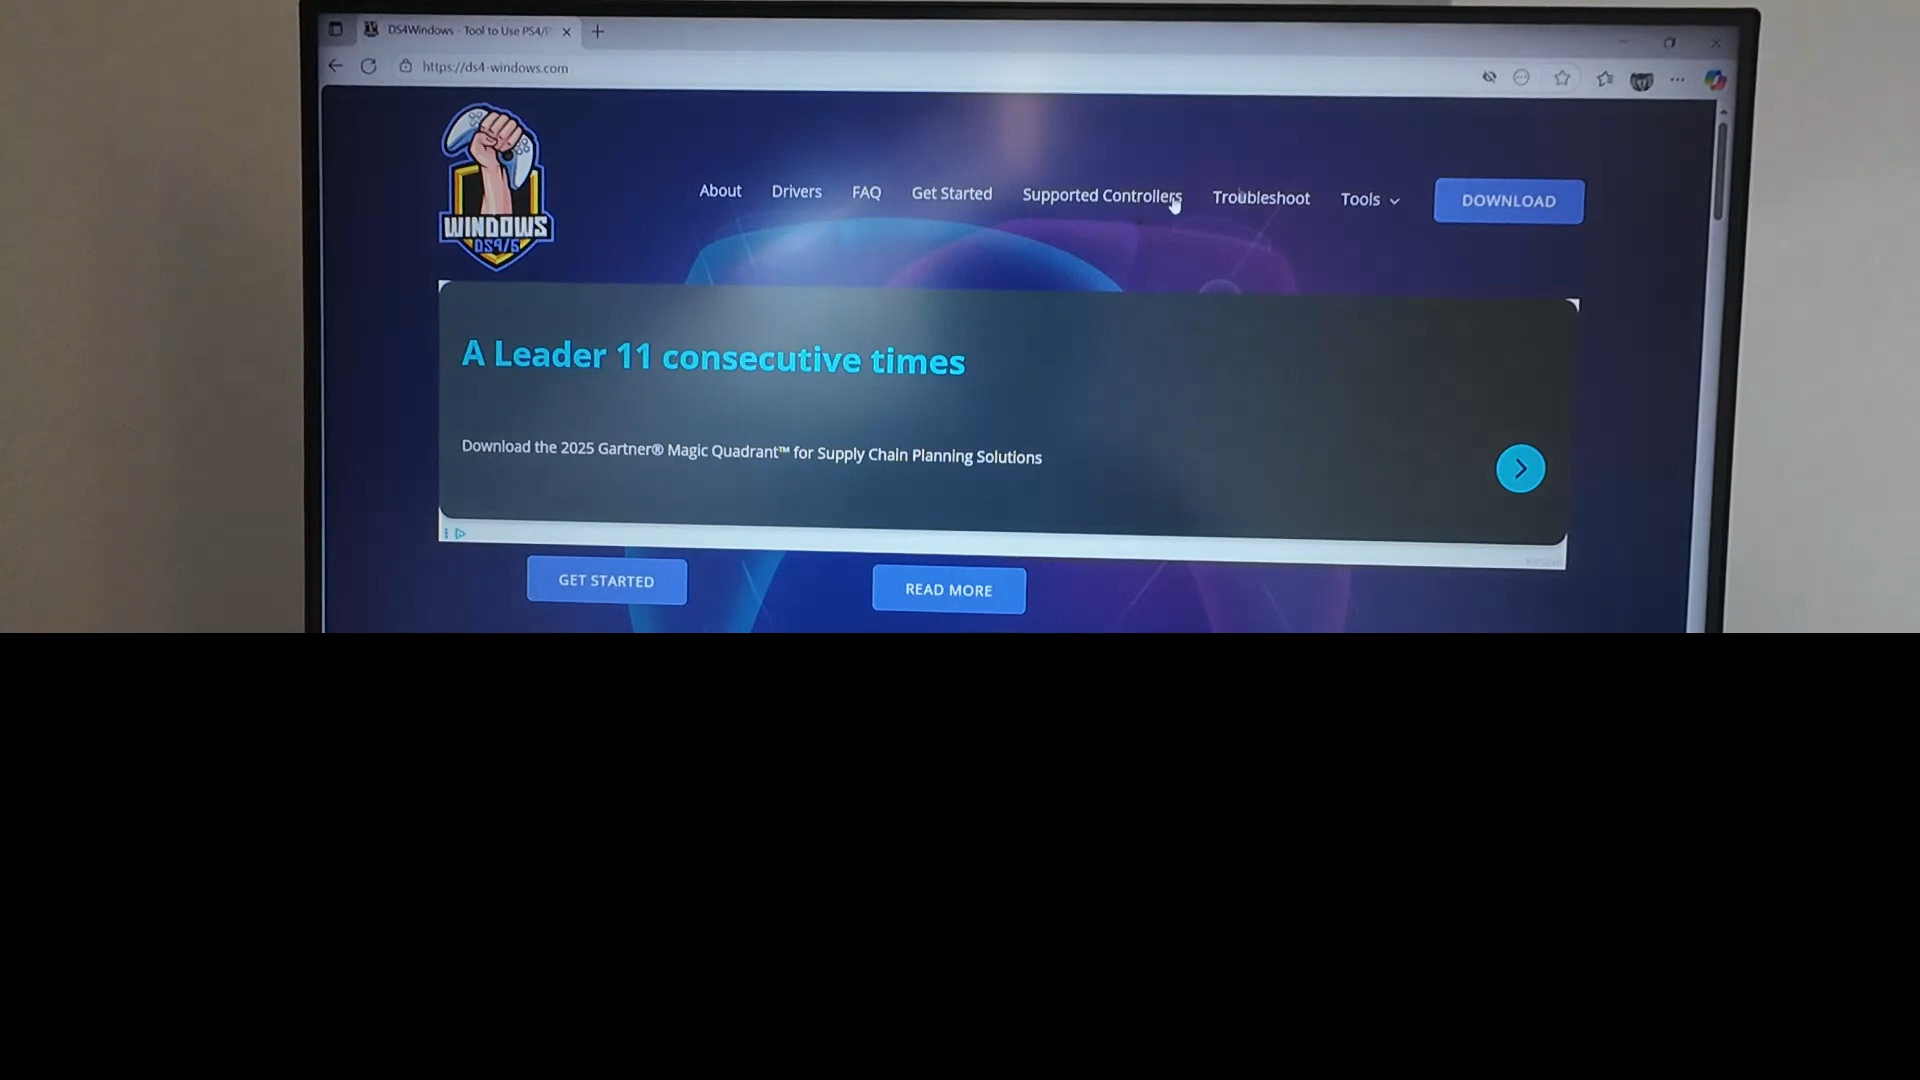 DS4Windows - Tool to Use PS4/P
https://ds4-windows.com
WINDOWS
DS4/5
About Drivers FAQ Get Started Supported Controllers Troubleshoot Tools DOWNLOAD
A Leader 11 consecutive times
Download the 2025 Gartner® Magic Quadrant™ for Supply Chain Planning Solutions
GET STARTED READ MORE